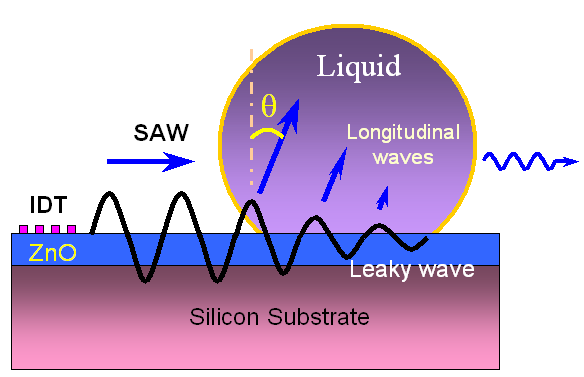 Liquid
θ
SAW
Longitudinal
waves
IDT
ZnO
Leaky wave
Silicon Substrate